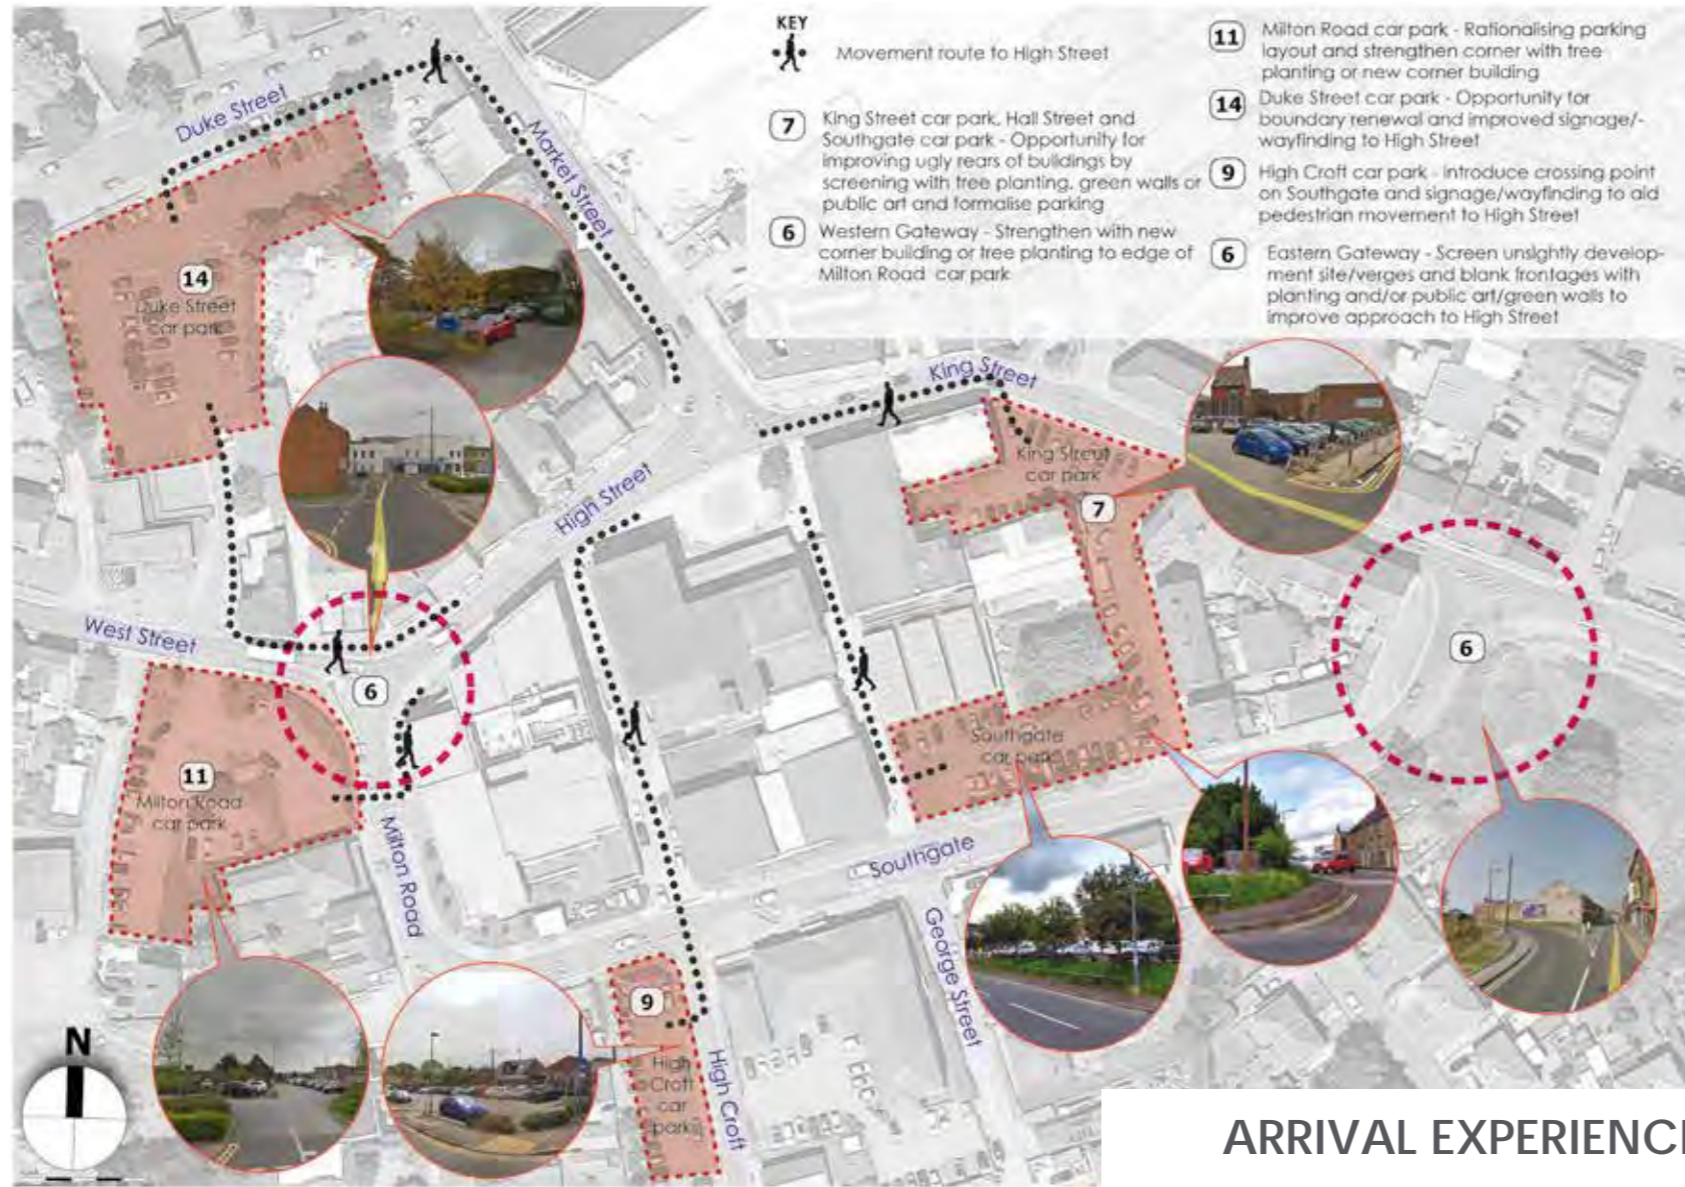 KEY
Movement route to High Street
7
King Street car park, Hall Street and
Southgate car park - Opportunity for
improving ugly rears of buildings by
screening with tree planting, green walls or
public art and formalise parking
6
Western Gateway - Strengthen with new
corner building or tree planting to edge of
Milton Road car park
11
Milton Road car park - Rationalising parking
layout and strengthen corner with tree
planting or new corner building
14
Duke Street car park - Opportunity for
boundary renewal and improved signage/-
wayfinding to High Street
9
High Croft car park - Introduce crossing point
on Southgate and signage/wayfinding to aid
pedestrian movement to High Street
6
Eastern Gateway - Screen unsightly develop-
ment site/verges and blank frontages with
planting and/or public art/green walls to
improve approach to High Street
Duke Street
Market Street
14
Duke Street
car park
King Street
King Street
car park
7
High Street
West Street
6
6
11
Milton Road
car park
Milton Road
Southgate
car park
Southgate
George Street
9
High
Croft
car
park
High Croft
N
ARRIVAL EXPERIENC